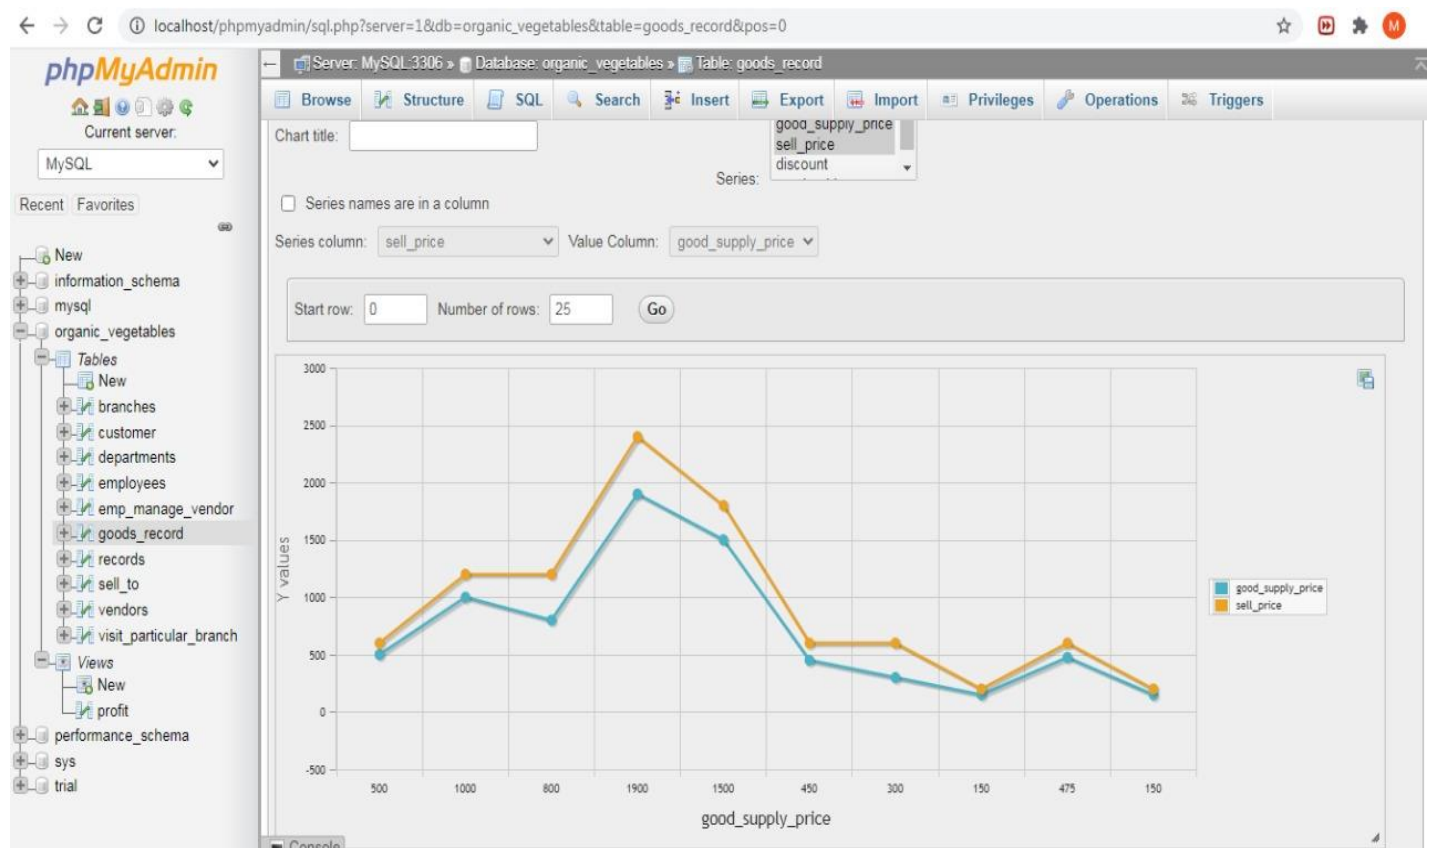 localhost/phpmyadmin/sql.php?server=1&db=organic_vegetables&table=goods_record&pos=0
M
phpMyAdmin
Current server:
MySQL
Recent Favorites
New
information_schema
mysql
organic_vegetables
Tables
New
branches
customer
departments
employees
emp_manage_vendor
goods_record
records
sell_to
vendors
visit_particular_branch
Views
New
profit
performance_schema
sys
trial
Server: MySQL:3306 » Database: organic_vegetables » Table: goods_record
Browse Structure SQL Search Insert Export Import Privileges Operations Triggers
Chart title:
good_supply_price
sell_price
discount
Series:
Series names are in a column
Series column: sell_price Value Column: good_supply_price
Start row: 0 Number of rows: 25 Go
3000
2500
2000
1500
1000
500
0
-500
Y values
500 1000 800 1900 1500 450 300 150 475 150
good_supply_price
good_supply_price
sell_price
Console